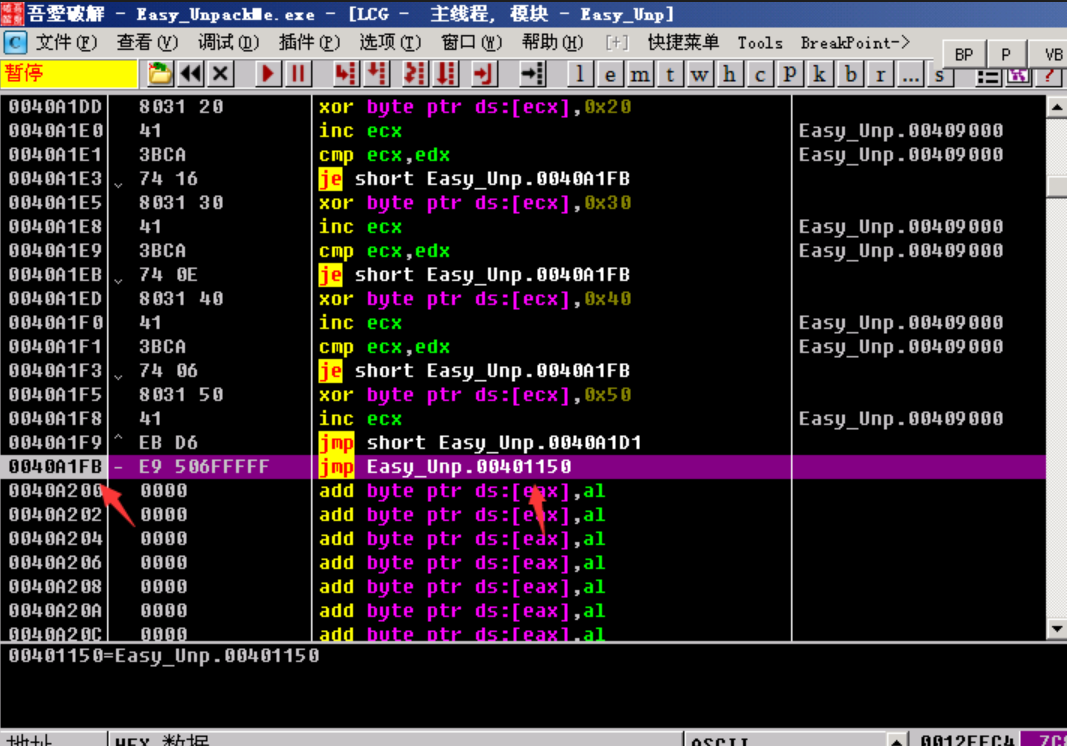 吾爱破解 - Easy_UnpackMe.exe - [LCG - 主线程, 模块 - Easy_Unp]
C 文件(F) 查看(V) 调试(D) 插件(P) 选项(T) 窗口(W) 帮助(H) [+] 快捷菜单 Tools BreakPoint->
BP P VB
暂停 l e m t w h c p k b r ... s ?
0040A1DD 8031 20 xor byte ptr ds:[ecx],0x20
0040A1E0 41 inc ecx Easy_Unp.00409000
0040A1E1 3BCA cmp ecx,edx Easy_Unp.00409000
0040A1E3 74 16 je short Easy_Unp.0040A1FB
0040A1E5 8031 30 xor byte ptr ds:[ecx],0x30
0040A1E8 41 inc ecx Easy_Unp.00409000
0040A1E9 3BCA cmp ecx,edx Easy_Unp.00409000
0040A1EB 74 0E je short Easy_Unp.0040A1FB
0040A1ED 8031 40 xor byte ptr ds:[ecx],0x40
0040A1F0 41 inc ecx Easy_Unp.00409000
0040A1F1 3BCA cmp ecx,edx Easy_Unp.00409000
0040A1F3 74 06 je short Easy_Unp.0040A1FB
0040A1F5 8031 50 xor byte ptr ds:[ecx],0x50
0040A1F8 41 inc ecx Easy_Unp.00409000
0040A1F9 ^ EB D6 jmp short Easy_Unp.0040A1D1
0040A1FB - E9 506FFFFF jmp Easy_Unp.00401150
0040A200 0000 add byte ptr ds:[eax],al
0040A202 0000 add byte ptr ds:[eax],al
0040A204 0000 add byte ptr ds:[eax],al
0040A206 0000 add byte ptr ds:[eax],al
0040A208 0000 add byte ptr ds:[eax],al
0040A20A 0000 add byte ptr ds:[eax],al
0040A20C 0000 add byte ptr ds:[eax],al
00401150=Easy_Unp.00401150
地址 HEX 数据 ASCII 0012FFC4